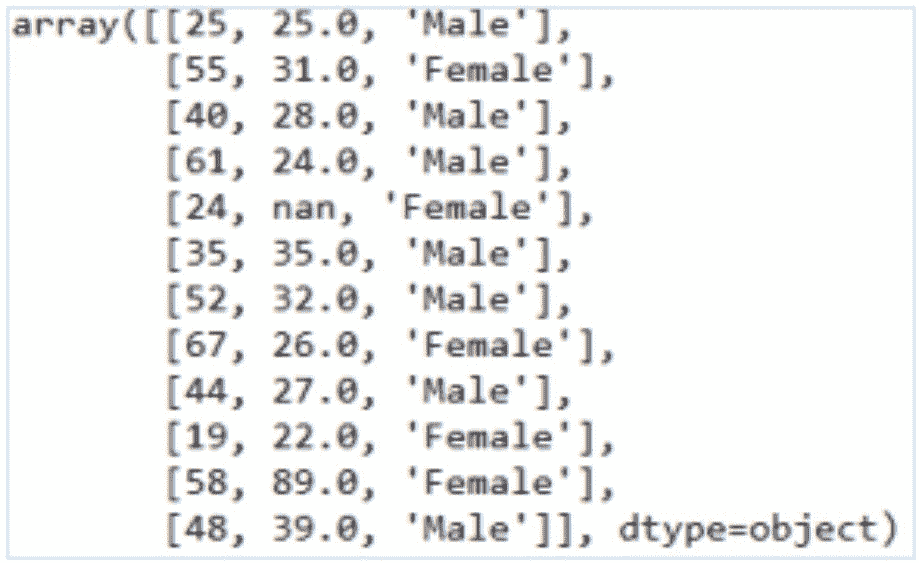 array([[25, 25.0, 'Male'],
[55, 31.0, 'Female'],
[40, 28.0, 'Male'],
[61, 24.0, 'Male'],
[24, nan, 'Female'],
[35, 35.0, 'Male'],
[52, 32.0, 'Male'],
[67, 26.0, 'Female'],
[44, 27.0, 'Male'],
[19, 22.0, 'Female'],
[58, 89.0, 'Female'],
[48, 39.0, 'Male']], dtype=object)